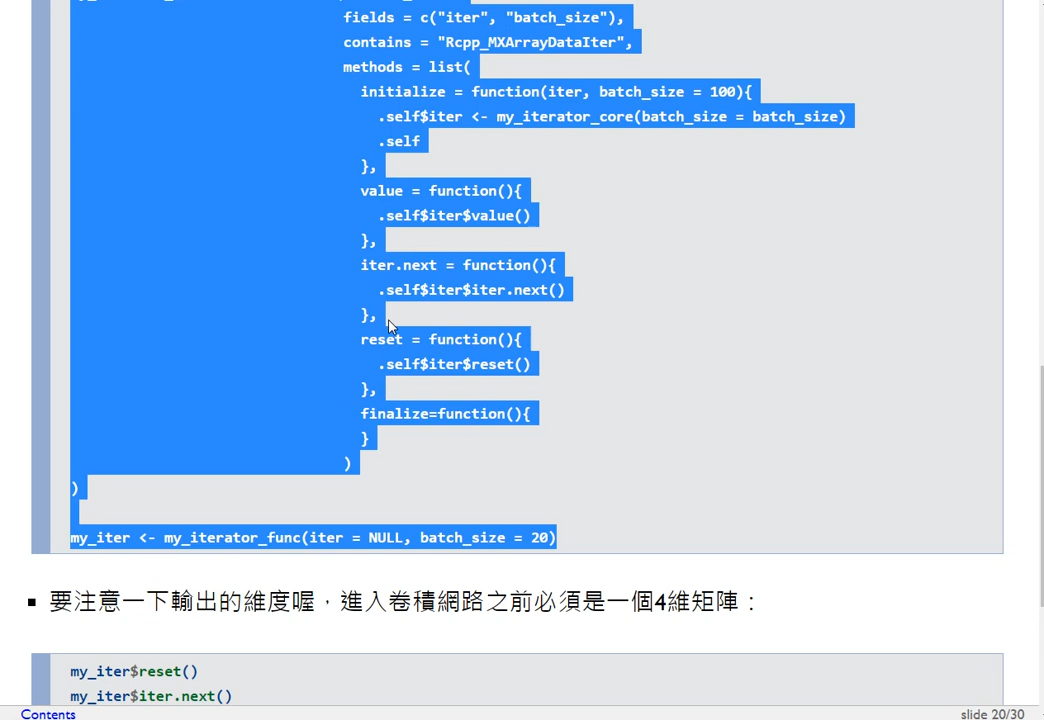 fields = c("iter", "batch_size"),
contains = "Rcpp_MXArrayDataIter",
methods = list(
initialize = function(iter, batch_size = 100){
.self$iter <- my_iterator_core(batch_size = batch_size)
.self
},
value = function(){
.self$iter$value()
},
iter.next = function(){
.self$iter$iter.next()
},
reset = function(){
.self$iter$reset()
},
finalize=function(){
}
)
)
my_iter <- my_iterator_func(iter = NULL, batch_size = 20)
▪ 要注意一下輸出的維度喔，進入卷積網路之前必須是一個4維矩陣：
my_iter$reset()
my_iter$iter.next()
Contents
slide 20/30